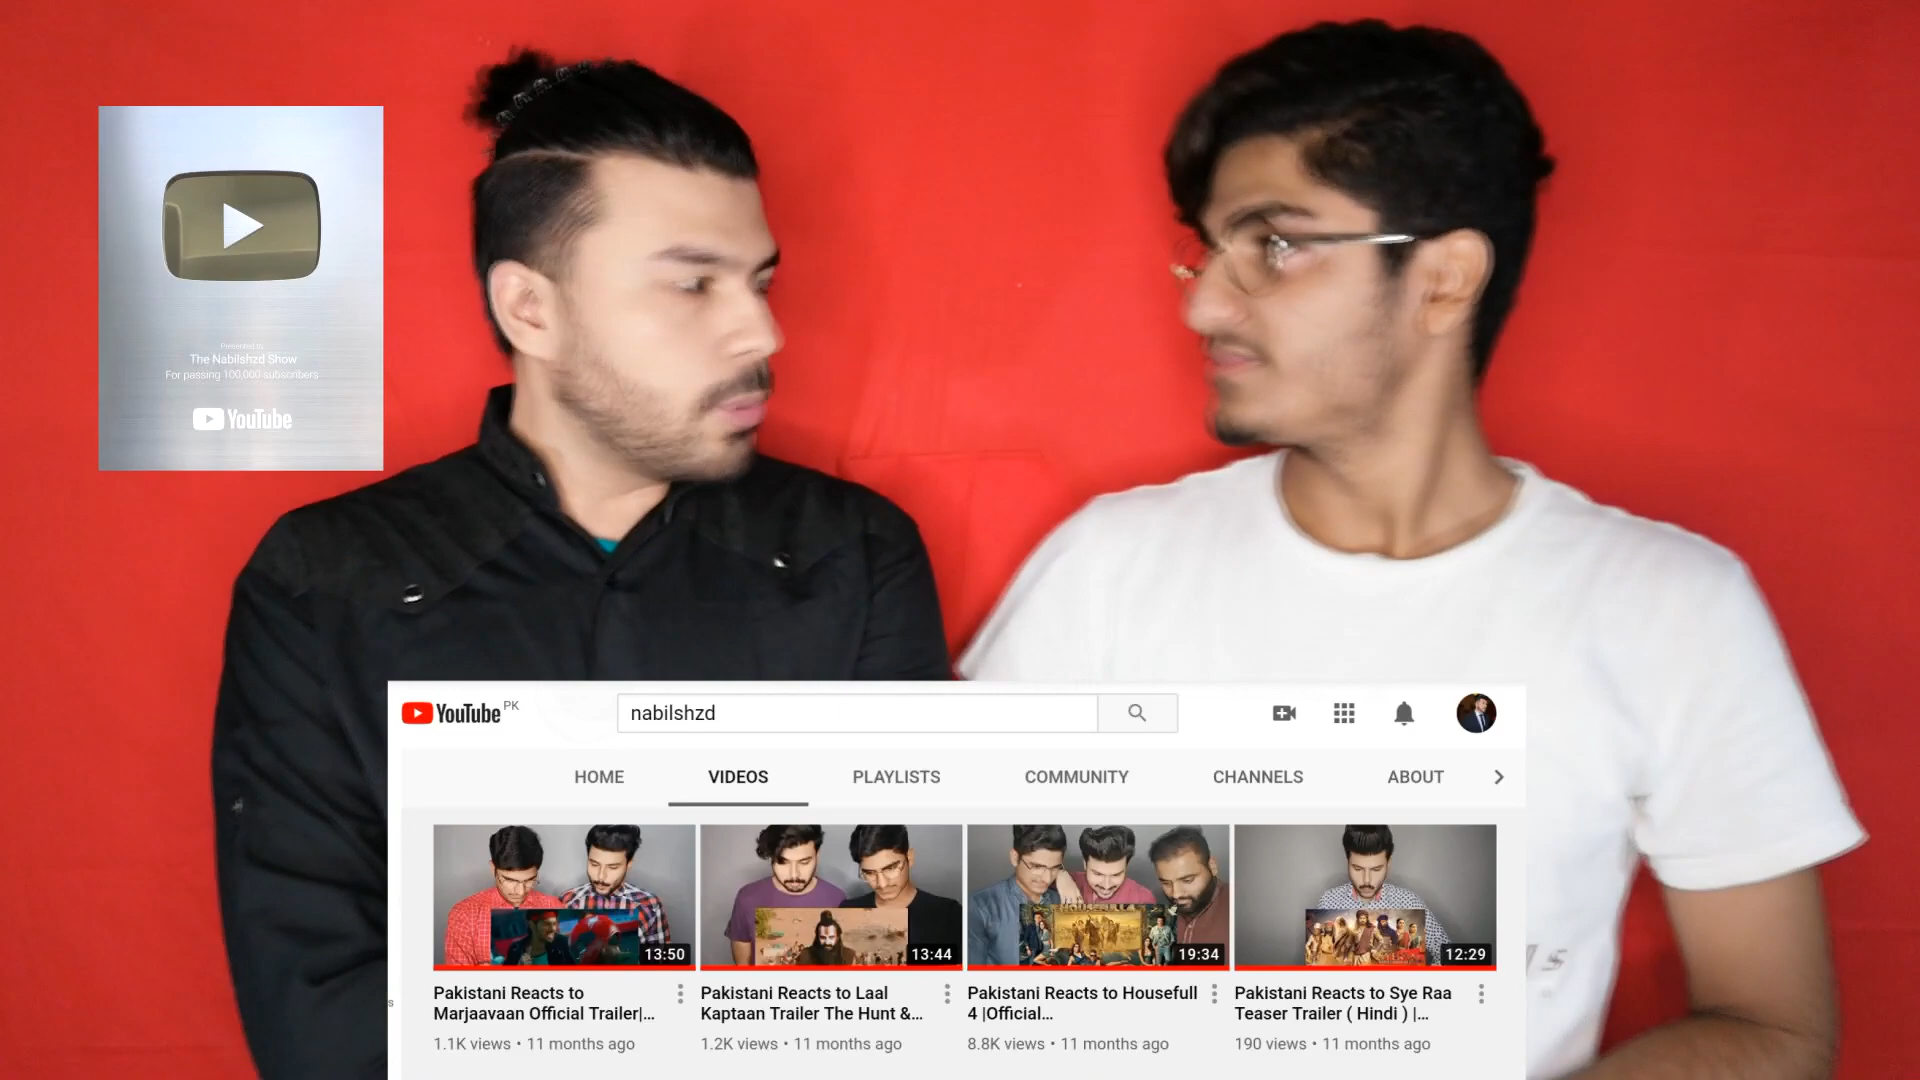 Presented to
The Nabilshzd Show
For passing 100,000 subscribers
YouTube
YouTube PK
nabilshzd
HOME VIDEOS PLAYLISTS COMMUNITY CHANNELS ABOUT
13:50 13:44 19:34 12:29
Pakistani Reacts to
Marjaavaan Official Trailer|...
1.1K views • 11 months ago
Pakistani Reacts to Laal
Kaptaan Trailer The Hunt &...
1.2K views • 11 months ago
Pakistani Reacts to Housefull
4 |Official...
8.8K views • 11 months ago
Pakistani Reacts to Sye Raa
Teaser Trailer ( Hindi ) |...
190 views • 11 months ago